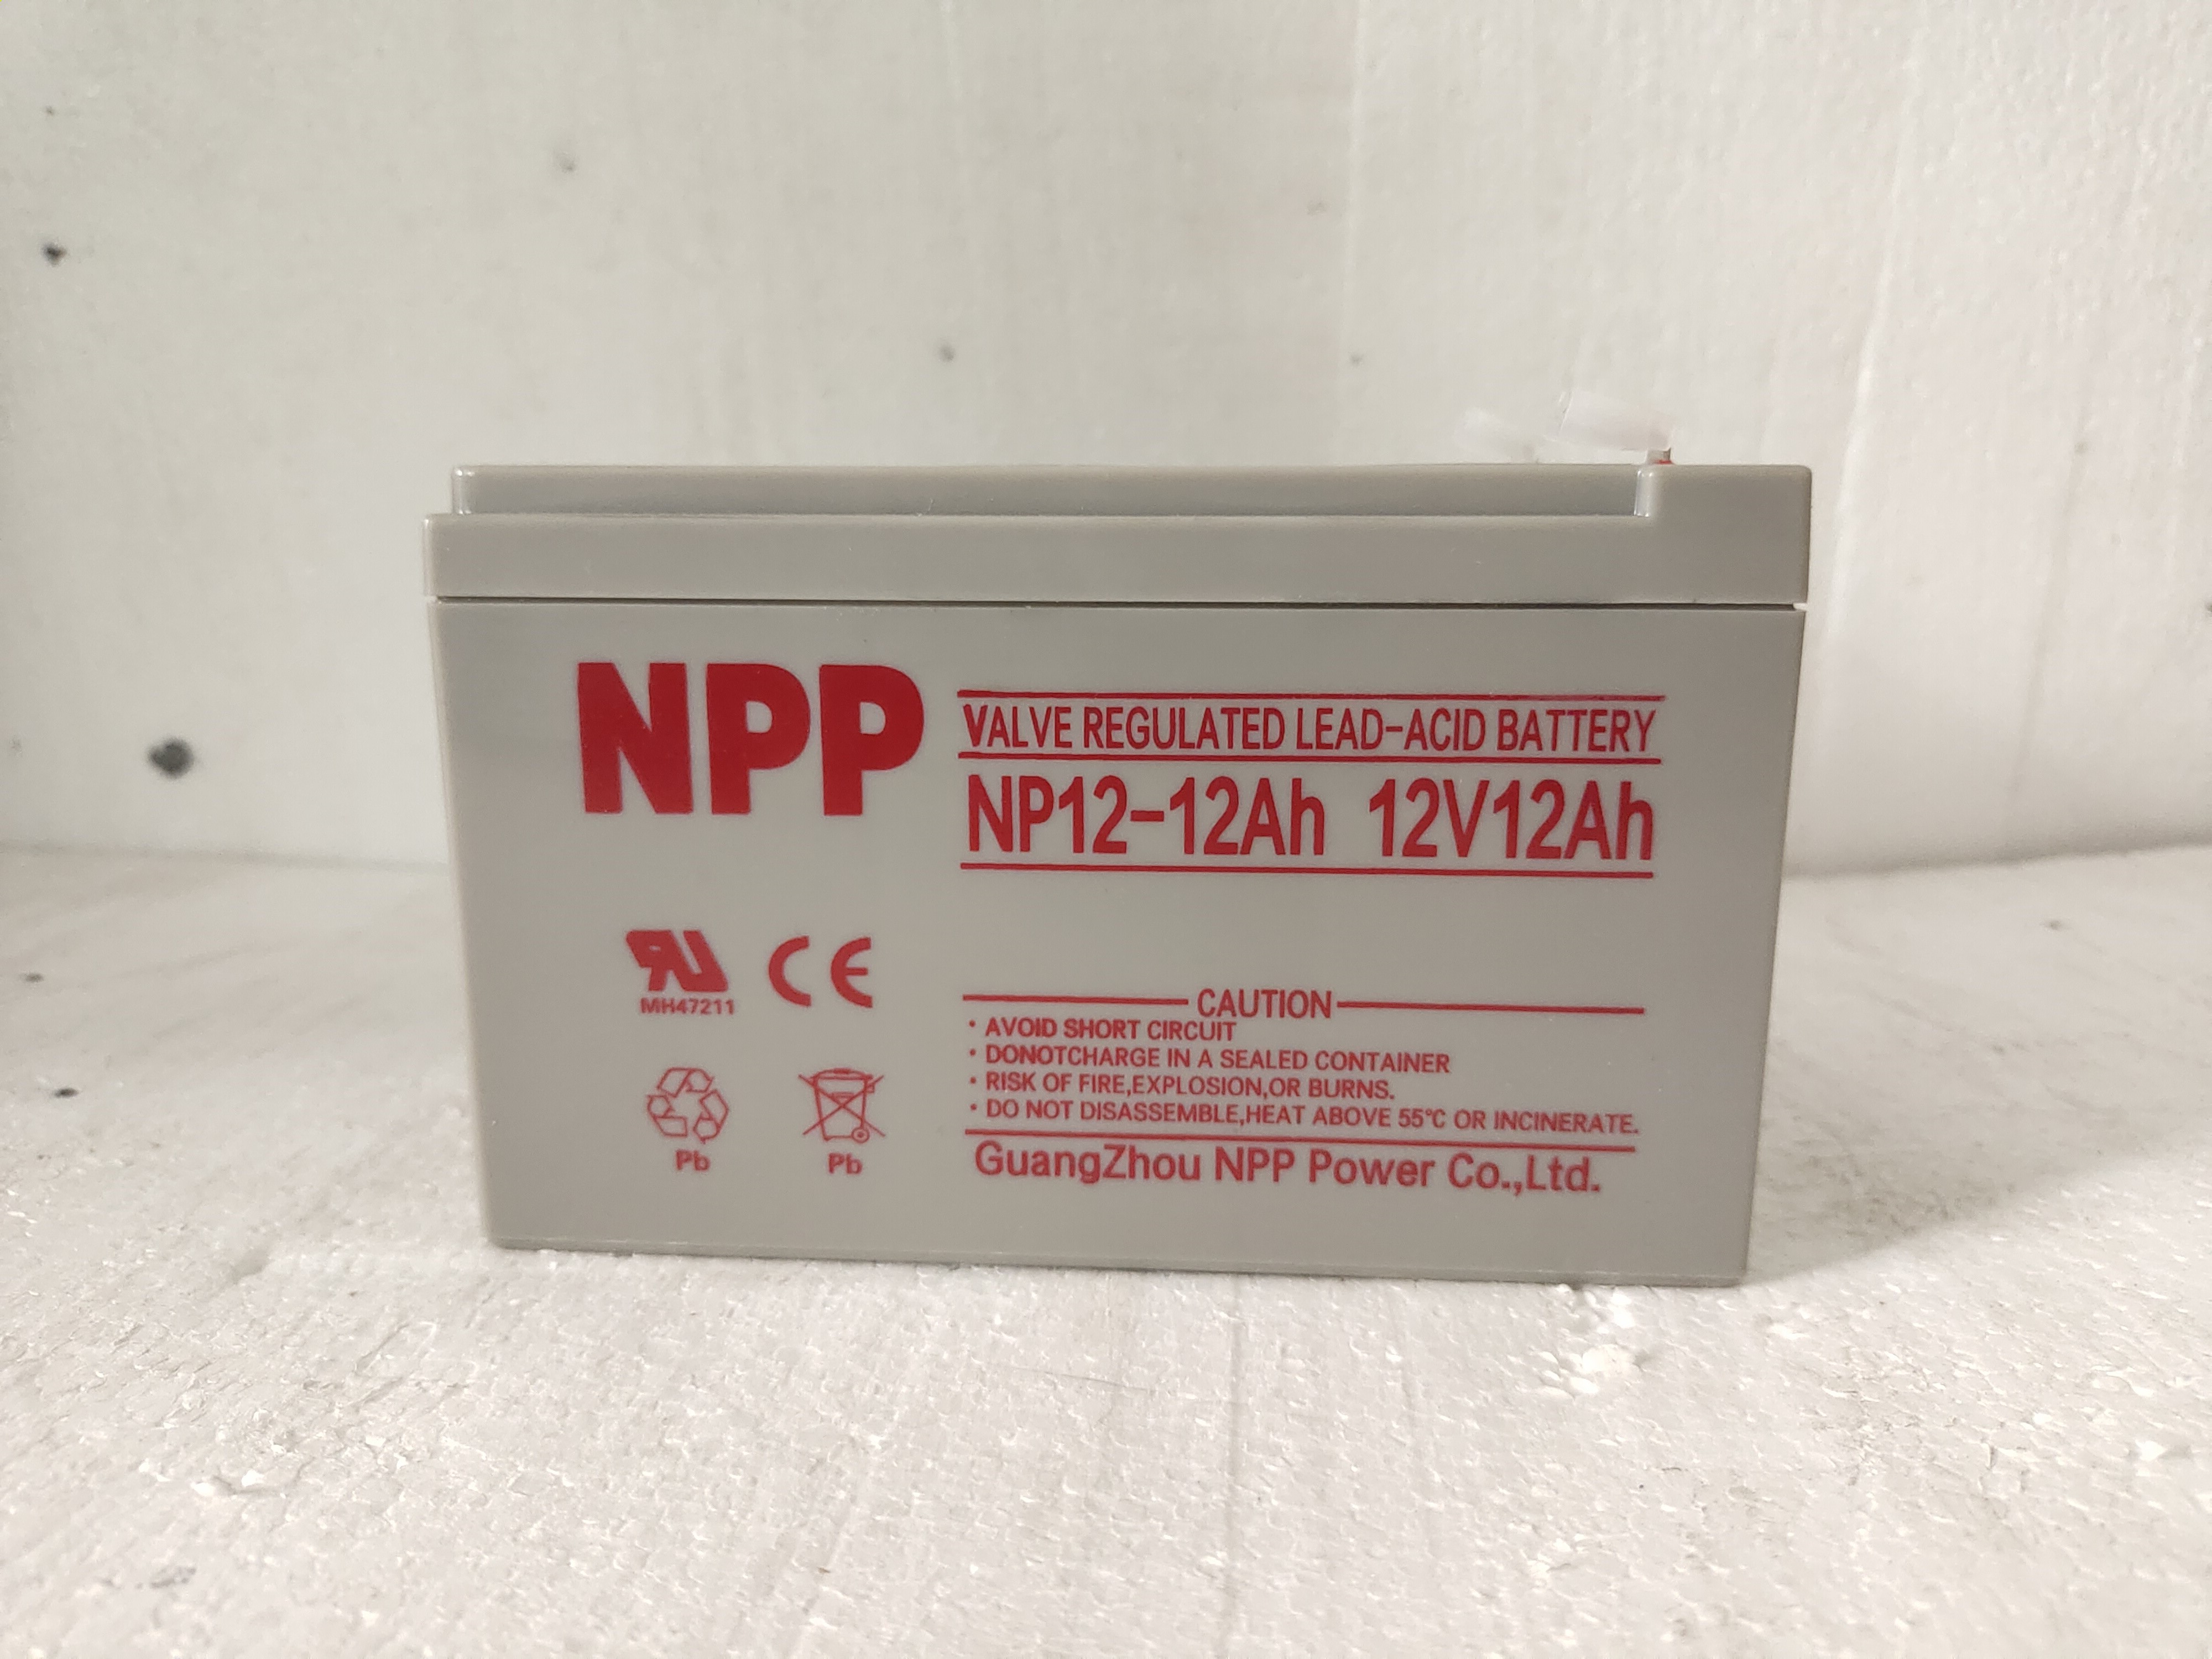 NPP
VALVE REGULATED LEAD-ACID BATTERY
NP12-12Ah 12V12Ah
RU
MH47211
CE
Pb
Pb
CAUTION
· AVOID SHORT CIRCUIT
· DONOTCHARGE IN A SEALED CONTAINER
· RISK OF FIRE,EXPLOSION,OR BURNS.
· DO NOT DISASSEMBLE,HEAT ABOVE 55℃ OR INCINERATE.
GuangZhou NPP Power Co.,Ltd.